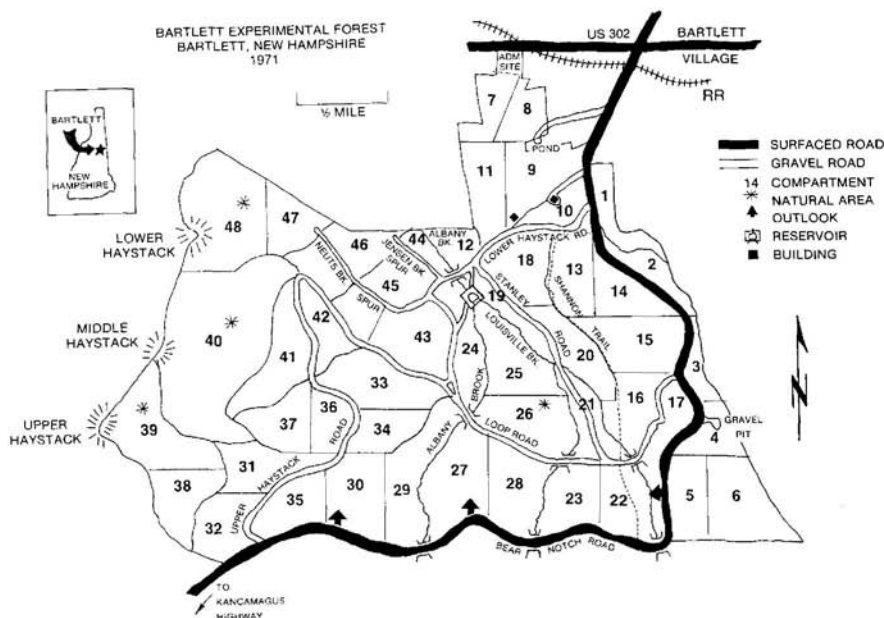 BARTLETT EXPERIMENTAL FOREST
BARTLETT, NEW HAMPSHIRE
1971
½ MILE
US 302
BARTLETT
VILLAGE
RR
ADM
SITE
BARTLETT
NEW
HAMPSHIRE
SURFACED ROAD
GRAVEL ROAD
14 COMPARTMENT
NATURAL AREA
OUTLOOK
RESERVOIR
BUILDING
7
8
POND
11
9
10
1
LOWER
HAYSTACK
48
47
46
44
ALBANY
BK.
12
LOWER HAYSTACK RD.
JENSEN BK.
SPUR
NELITS BK.
SPUR
45
18
13
2
14
19
STANLEY
ROAD
SHANNON
TRAIL
MIDDLE
HAYSTACK
40
42
43
24
LOUISVILLE BK.
20
15
3
41
33
25
BROOK
ALBANY
UPPER
HAYSTACK
39
37
36
34
26
21
16
17
4
GRAVEL
PIT
LOOP ROAD
UPPER
HAYSTACK
ROAD
38
31
32
35
30
29
27
28
23
22
5
6
BEAR
NOTCH ROAD
TO
KANCAMAGUS
HIGHWAY
N